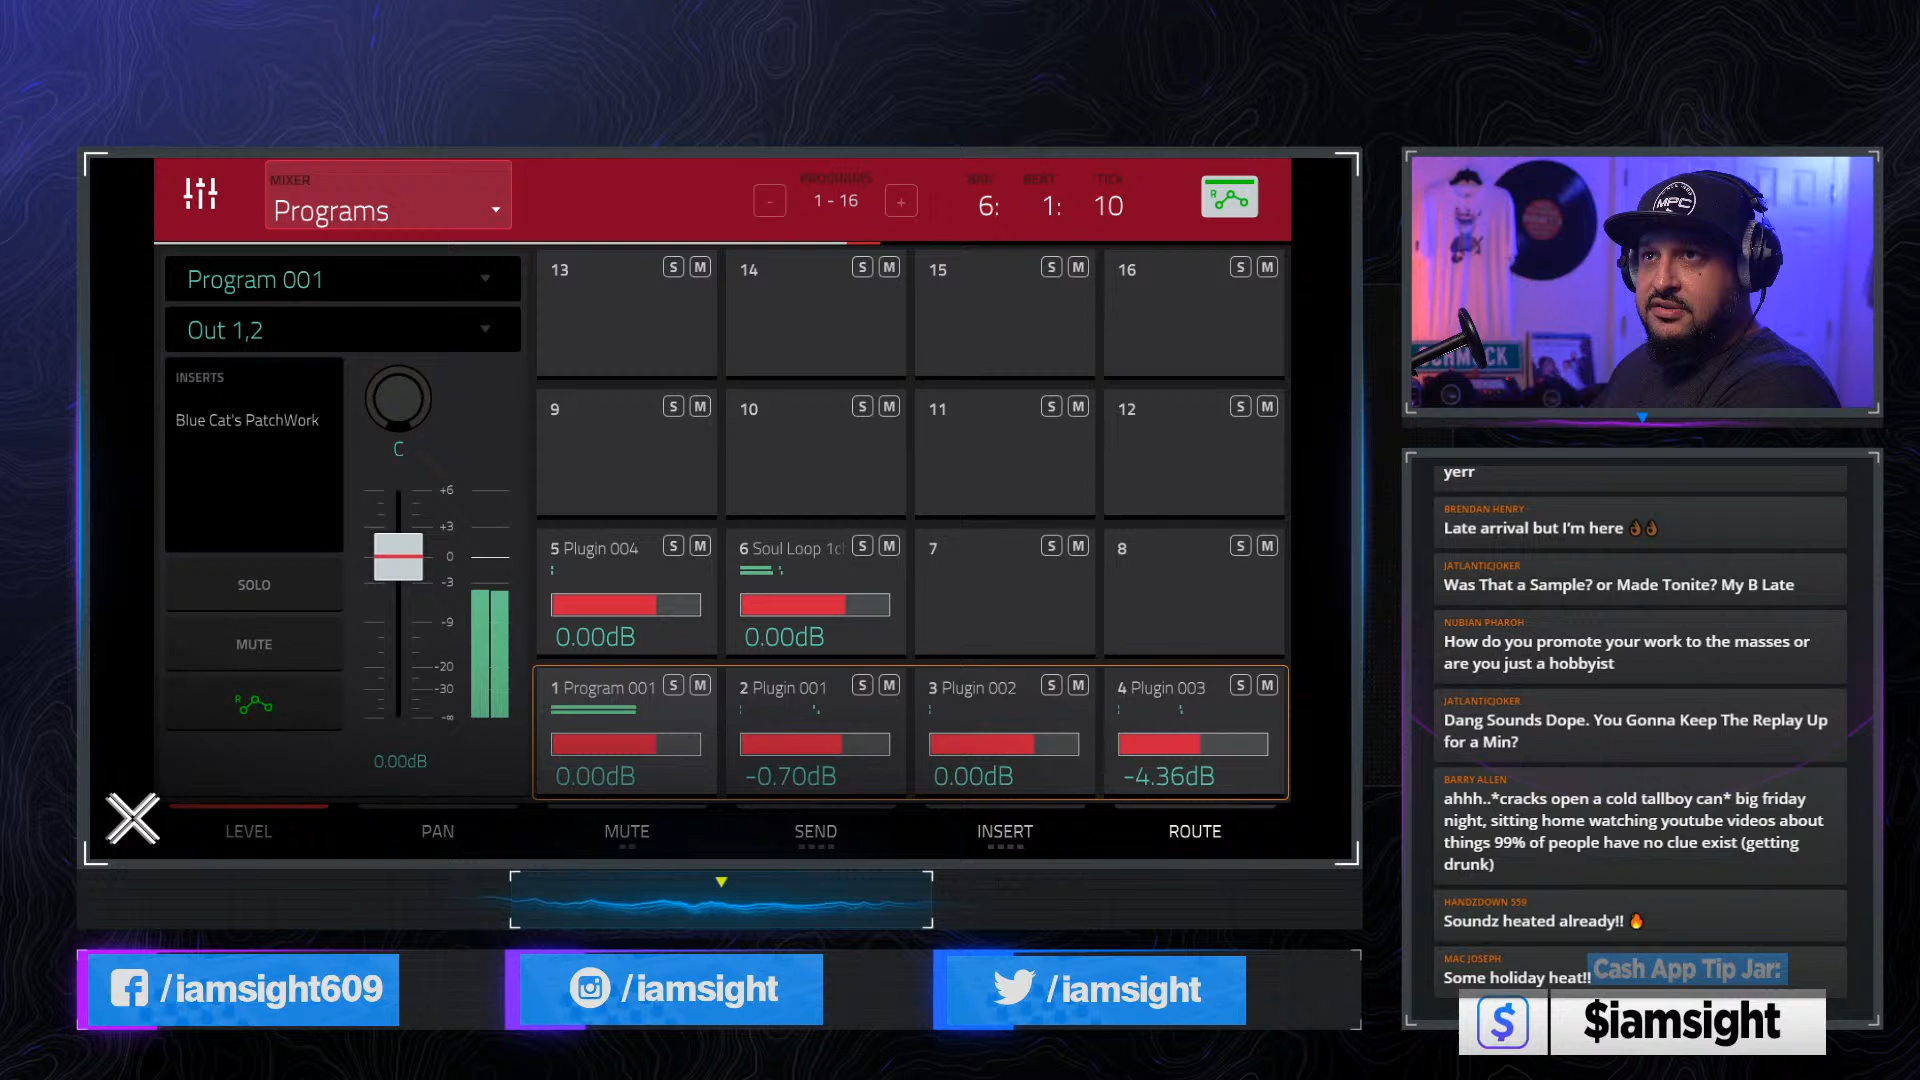 MIXER
Programs
PROGRAMS
- 1 - 16 +
BAR BEAT TICK
6: 1: 10
R
Program 001
Out 1,2
INSERTS
Blue Cat's PatchWork
C
+6
+3
0
-3
-9
-20
-30
-∞
SOLO
MUTE
R
0.00dB
13 S M
14 S M
15 S M
16 S M
9 S M
10 S M
11 S M
12 S M
5 Plugin 004 S M
0.00dB
6 Soul Loop 1ch S M
0.00dB
7 S M
8 S M
1 Program 001 S M
0.00dB
2 Plugin 001 S M
-0.70dB
3 Plugin 002 S M
0.00dB
4 Plugin 003 S M
-4.36dB
LEVEL PAN MUTE SEND INSERT ROUTE
MPC
yerr
BRENDAN HENRY
Late arrival but I'm here 👌🏾👌🏾
JATLANTICJOKER
Was That a Sample? or Made Tonite? My B Late
NUBIAN PHAROH
How do you promote your work to the masses or
are you just a hobbyist
JATLANTICJOKER
Dang Sounds Dope. You Gonna Keep The Replay Up
for a Min?
BARRY ALLEN
ahhh..*cracks open a cold tallboy can* big friday
night, sitting home watching youtube videos about
things 99% of people have no clue exist (getting
drunk)
HANDZDOWN 559
Soundz heated already!! 🔥
MAC JOSEPH
Some holiday heat!!
Cash App Tip Jar:
$ $iamsight
/iamsight609
/iamsight
/iamsight